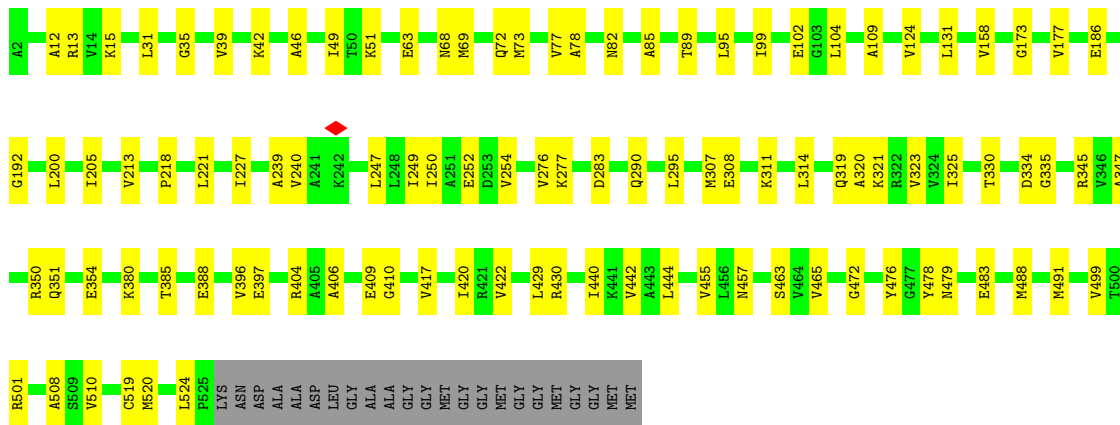 A2 A12 R13 V14 K15 L31 G35 V39 K42 A46 I49 T50 K51 E63 N68 M69 Q72 M73 V77 A78 N82 A85 T89 L95 I99 E102 G103 L104 A109 V124 L131 V158 G173 V177 E186
G192 L200 I205 V213 P218 L221 I227 A239 V240 A241 K242 L247 L248 I249 I250 A251 E252 D253 V254 V276 K277 D283 Q290 L295 M307 E308 K311 L314 Q319 A320 K321 R322 V323 V324 I325 T330 D334 G335 R345 V346 A347
R350 Q351 E354 K380 T385 E388 V396 E397 R404 A405 A406 E409 G410 V417 I420 R421 V422 L429 R430 I440 K441 V442 A443 L444 V455 L456 N457 S463 V464 V465 G472 Y476 G477 Y478 N479 E483 M488 M491 V499 T500
R501 A508 S509 V510 C519 M520 L524 P525 LYS ASN ASP ALA ALA ASP LEU GLY ALA ALA GLY GLY MET GLY GLY MET GLY GLY MET GLY GLY MET MET